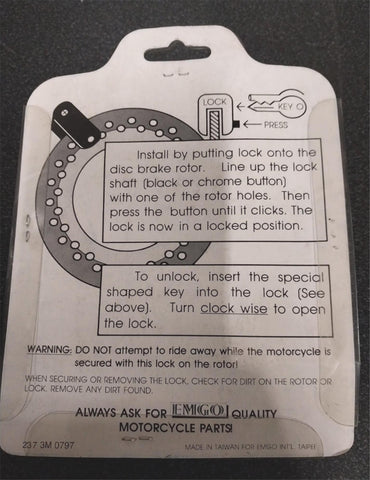 LOCK
KEY
PRESS
Install by putting lock onto the
disc brake rotor. Line up the lock
shaft (black or chrome button)
with one of the rotor holes. Then
press the button until it clicks. The
lock is now in a locked position.
To unlock, insert the special
shaped key into the lock (See
above). Turn clock wise to open
the lock.
WARNING: DO NOT attempt to ride away while the motorcycle is
secured with this lock on the rotor!
WHEN SECURING OR REMOVING THE LOCK, CHECK FOR DIRT ON THE ROTOR OR
LOCK. REMOVE ANY DIRT FOUND.
ALWAYS ASK FOR EMGO QUALITY
MOTORCYCLE PARTS!
237 3M 0797
MADE IN TAIWAN FOR EMGO INT'L. TAIPEI